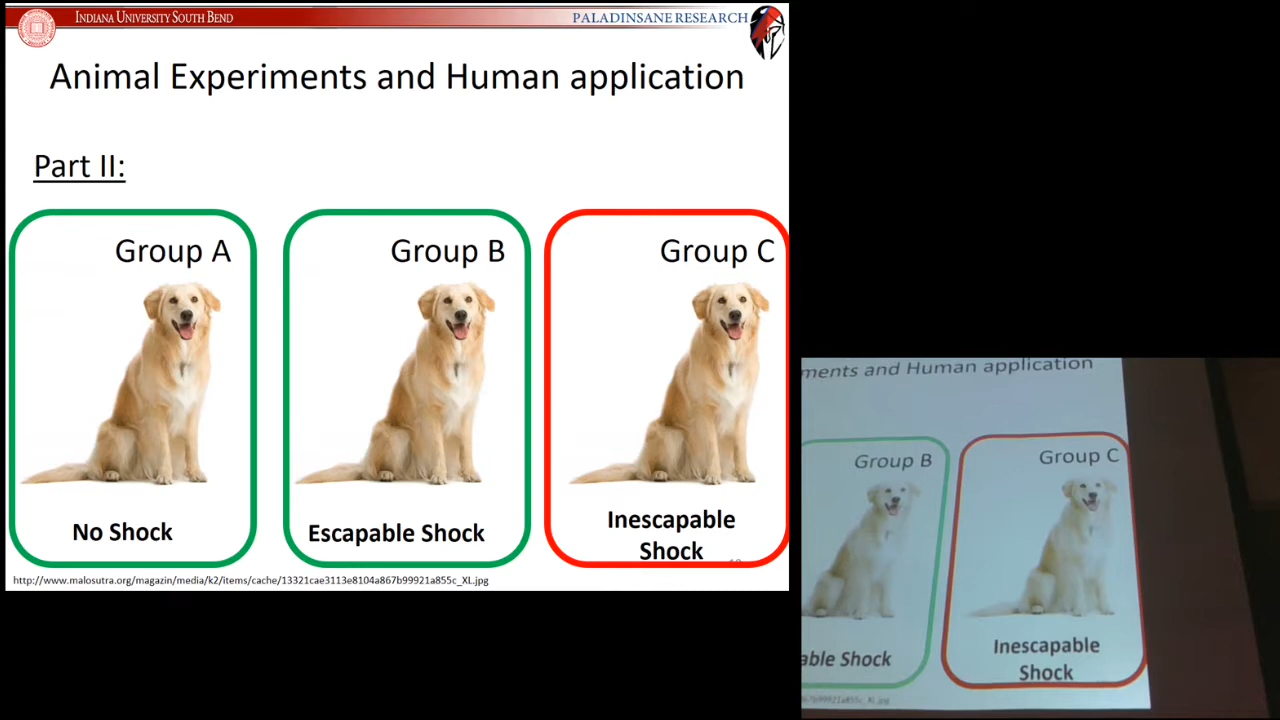 INDIANA UNIVERSITY SOUTH BEND
PALADINSANE RESEARCH
Animal Experiments and Human application
Part II:
Group A
Group B
Group C
No Shock
Escapable Shock
Inescapable
Shock
http://www.malosutra.org/magazin/media/k2/items/cache/13321cae3113e8104a867b99921a855c_XL.jpg
ments and Human application
Group B
Group C
able Shock
Inescapable
Shock